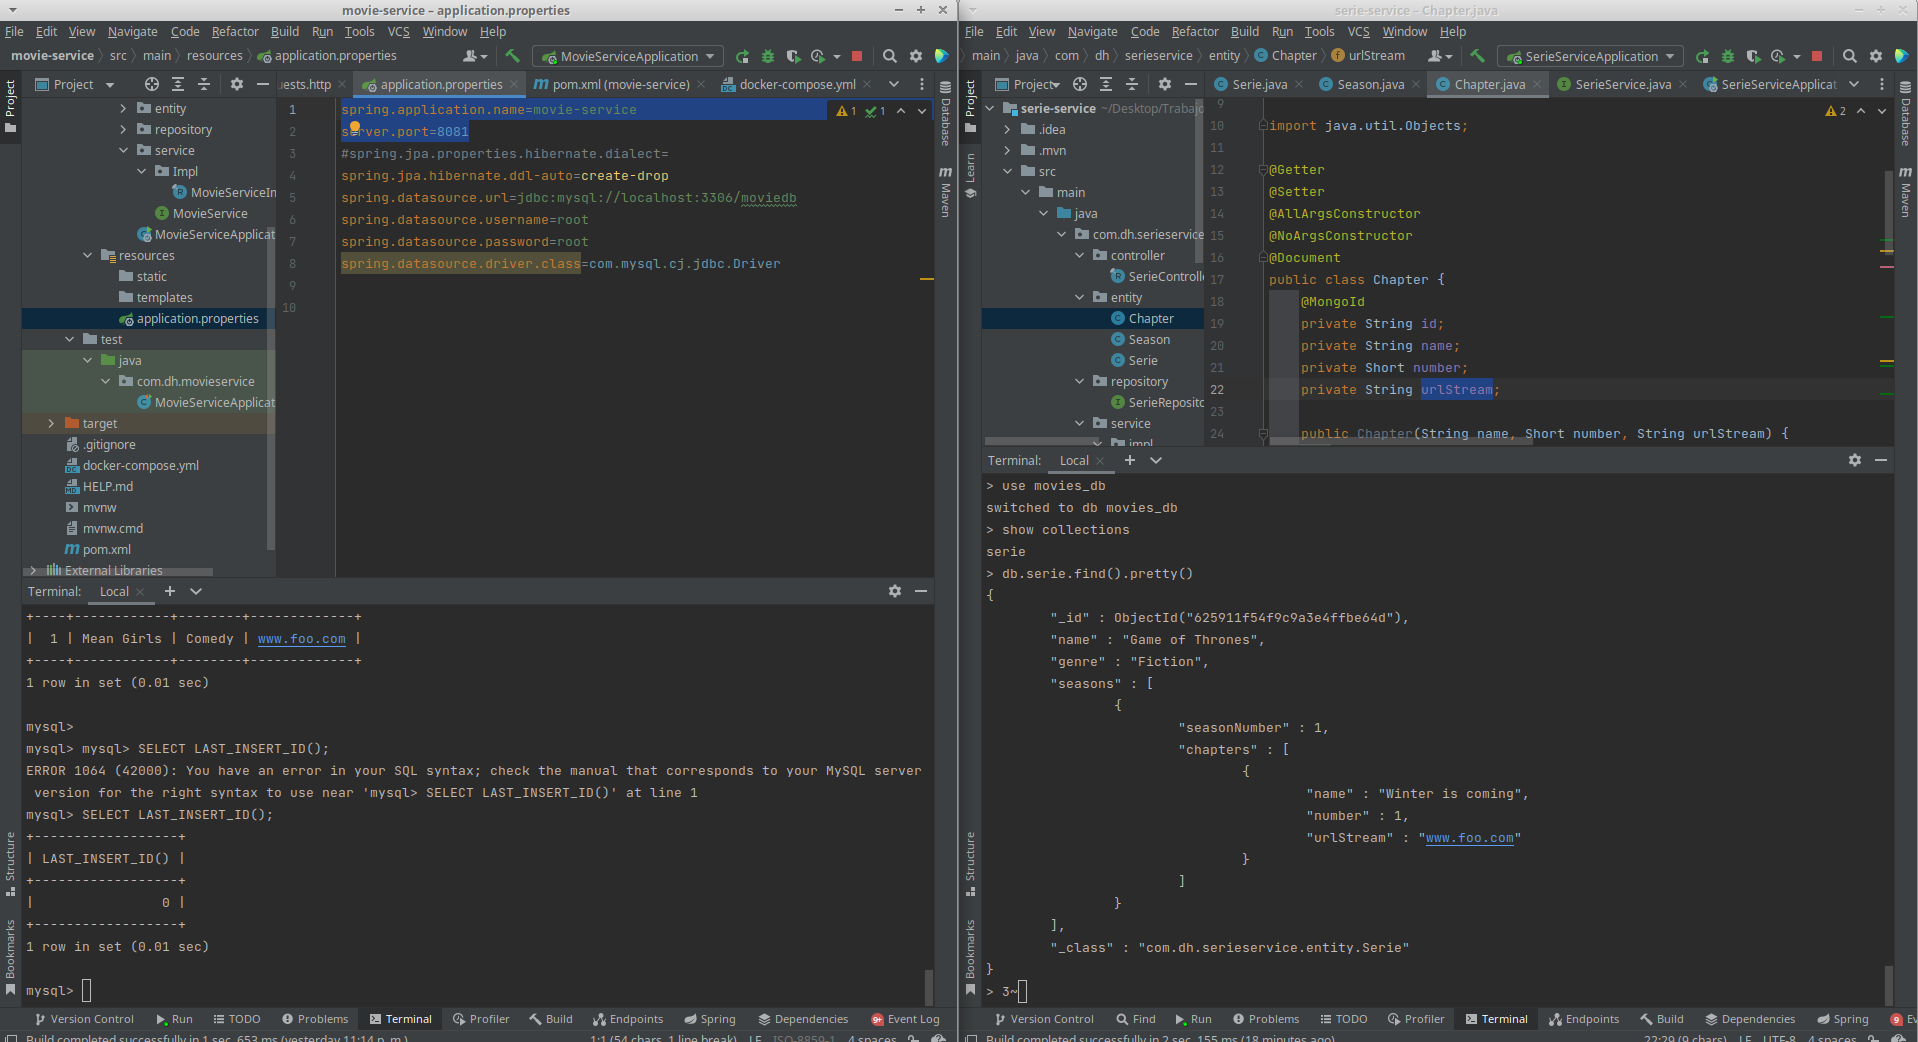 movie-service – application.properties
File Edit View Navigate Code Refactor Build Run Tools VCS Window Help
movie-service src main resources application.properties MovieServiceApplication
Project uests.http application.properties pom.xml (movie-service) docker-compose.yml
entity
repository
service
Impl
MovieServiceIn
MovieService
MovieServiceApplicat
resources
static
templates
application.properties
test
java
com.dh.movieservice
MovieServiceApplicat
target
.gitignore
docker-compose.yml
HELP.md
mvnw
mvnw.cmd
pom.xml
External Libraries
1 spring.application.name=movie-service
2 server.port=8081
3 #spring.jpa.properties.hibernate.dialect=
4 spring.jpa.hibernate.ddl-auto=create-drop
5 spring.datasource.url=jdbc:mysql://localhost:3306/moviedb
6 spring.datasource.username=root
7 spring.datasource.password=root
8 spring.datasource.driver.class=com.mysql.cj.jdbc.Driver
9
10
1 1
Project
Structure
Bookmarks
Database
Maven
Terminal: Local
+----+------------+--------+-------------+
| 1 | Mean Girls | Comedy | www.foo.com |
+----+------------+--------+-------------+
1 row in set (0.01 sec)
mysql>
mysql> mysql> SELECT LAST_INSERT_ID();
ERROR 1064 (42000): You have an error in your SQL syntax; check the manual that corresponds to your MySQL server
version for the right syntax to use near 'mysql> SELECT LAST_INSERT_ID()' at line 1
mysql> SELECT LAST_INSERT_ID();
+------------------+
| LAST_INSERT_ID() |
+------------------+
| 0 |
+------------------+
1 row in set (0.01 sec)
mysql>
Version Control Run TODO Problems Terminal Profiler Build Endpoints Spring Dependencies 9+ Event Log
Build completed successfully in 1 sec, 653 ms (yesterday 11:14 p. m.) 1:1 (54 chars, 1 line break) LF ISO-8859-1 4 spaces
serie-service – Chapter.java
File Edit View Navigate Code Refactor Build Run Tools VCS Window Help
main java com dh serieservice entity Chapter urlStream SerieServiceApplication
Project Serie.java Season.java Chapter.java SerieService.java SerieServiceApplicat
serie-service ~/Desktop/Trabajo
.idea
.mvn
src
main
java
com.dh.serieservice
controller
SerieControlle
entity
Chapter
Season
Serie
repository
SerieReposito
service
impl
9
10 import java.util.Objects;
11
12 @Getter
13 @Setter
14 @AllArgsConstructor
15 @NoArgsConstructor
16 @Document
17 public class Chapter {
18 @MongoId
19 private String id;
20 private String name;
21 private Short number;
22 private String urlStream;
23
24 public Chapter(String name, Short number, String urlStream) {
2
Project
Learn
Structure
Bookmarks
Database
Maven
Terminal: Local
> use movies_db
switched to db movies_db
> show collections
serie
> db.serie.find().pretty()
{
"_id" : ObjectId("625911f54f9c9a3e4ffbe64d"),
"name" : "Game of Thrones",
"genre" : "Fiction",
"seasons" : [
{
"seasonNumber" : 1,
"chapters" : [
{
"name" : "Winter is coming",
"number" : 1,
"urlStream" : "www.foo.com"
}
]
}
],
"_class" : "com.dh.serieservice.entity.Serie"
}
> 3~
Version Control Find Run Problems TODO Profiler Terminal Endpoints Build Dependencies Spring 9 Ev
Build completed successfully in 2 sec, 155 ms (18 minutes ago) 22:29 (9 chars) LF UTF-8 4 spaces